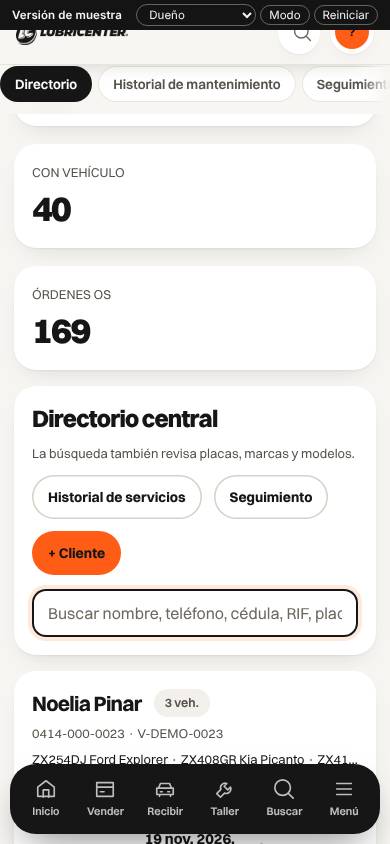 Versión de muestra Dueño Modo Reiniciar
LUBRICENTER. ?
Directorio Historial de mantenimiento Seguimient
CON VEHÍCULO
40
ÓRDENES OS
169
Directorio central
La búsqueda también revisa placas, marcas y modelos.
Historial de servicios Seguimiento
+ Cliente
Buscar nombre, teléfono, cédula, RIF, plac
Noelia Pinar 3 veh.
0414-000-0023 · V-DEMO-0023
ZX254DJ Ford Explorer · ZX408GR Kia Picanto · ZX41...
Inicio Vender Recibir Taller Buscar Menú
19 nov. 2026,